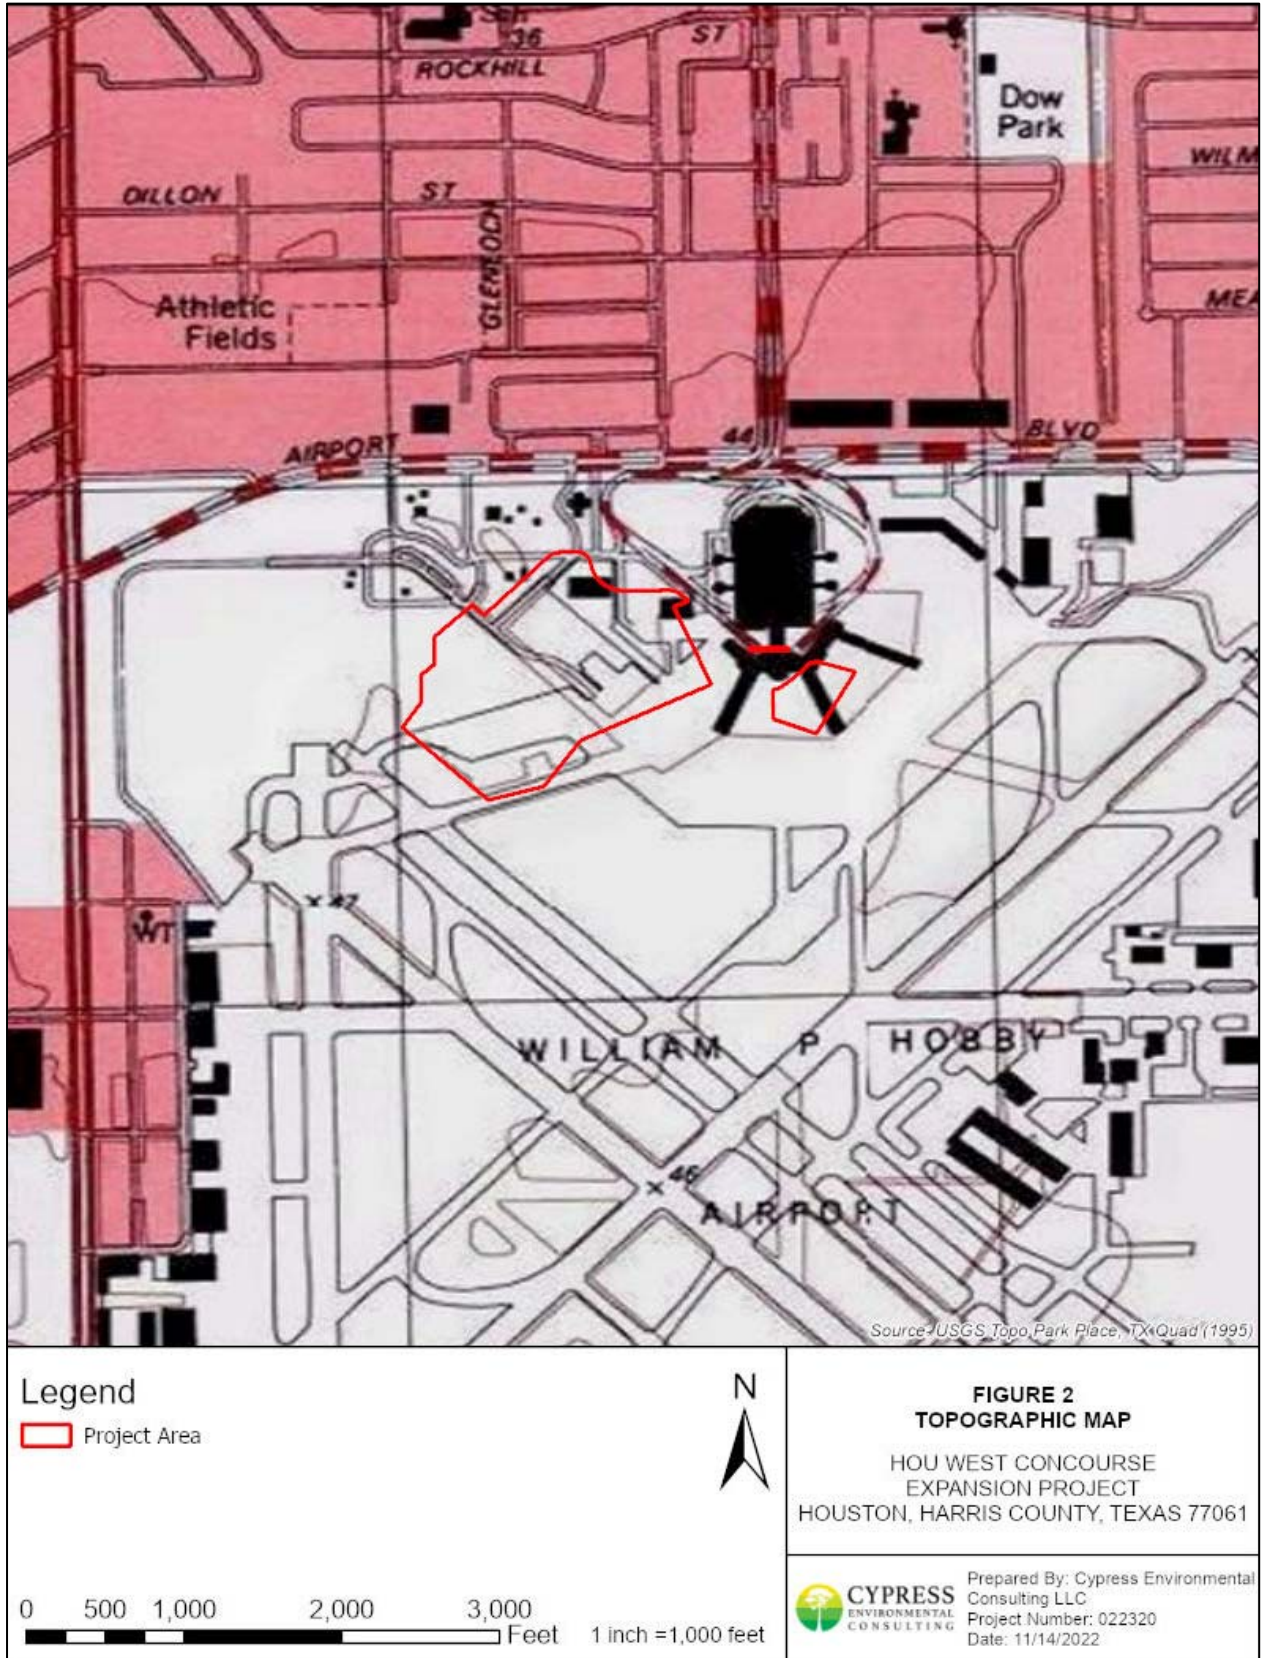 Sch
36
ST
ROCKHILL
Dow
Park
WILM
DILLON
ST
GLENLOCH
MEA
Athletic
Fields
44
BLVD
AIRPORT
x 47
WT
WILLIAM P HOBBY
x 46
AIRPORT
Source: USGS Topo Park Place, TX Quad (1995)
Legend
Project Area
N
0 500 1,000 2,000 3,000
Feet 1 inch =1,000 feet
FIGURE 2
TOPOGRAPHIC MAP
HOU WEST CONCOURSE
EXPANSION PROJECT
HOUSTON, HARRIS COUNTY, TEXAS 77061
CYPRESS
ENVIRONMENTAL
CONSULTING
Prepared By: Cypress Environmental
Consulting LLC
Project Number: 022320
Date: 11/14/2022